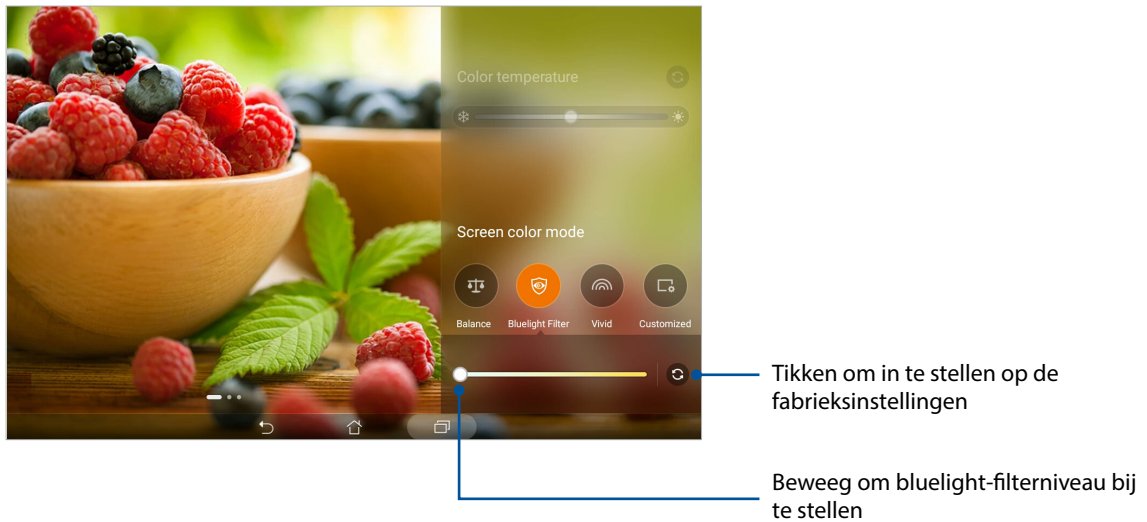 Color temperature
Screen color mode
Balance
Bluelight Filter
Vivid
Customized
Tikken om in te stellen op de
fabrieksinstellingen
Beweeg om bluelight-filterniveau bij
te stellen